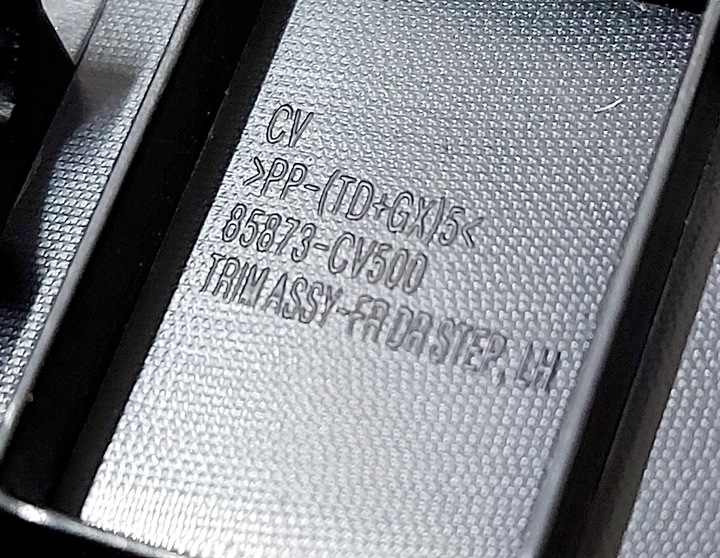 CV
>PP-(TD+GX)5<
85873-CV500
TRIM ASSY-FR DR STEP, LH